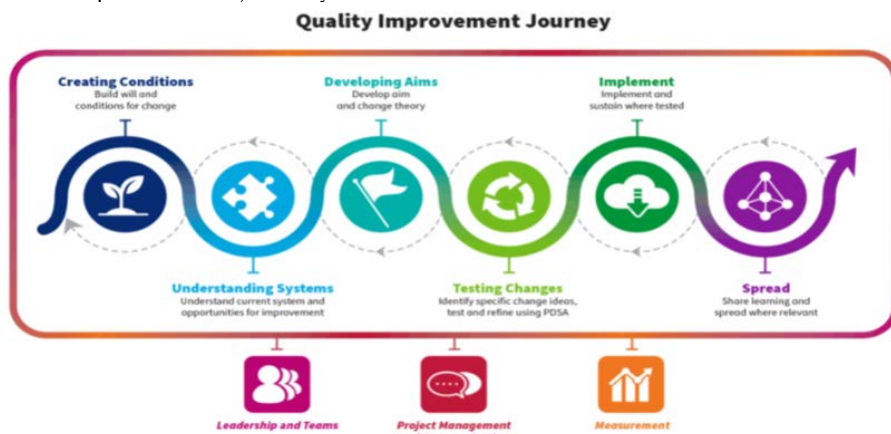 Quality Improvement Journey
Creating Conditions
Build will and
conditions for change
Developing Aims
Develop aim
and change theory
Implement
Implement and
sustain where tested
Understanding Systems
Understand current system and
opportunities for improvement
Testing Changes
Identify specific change ideas,
test and refine using PDSA
Spread
Share learning and
spread where relevant
Leadership and Teams
Project Management
Measurement